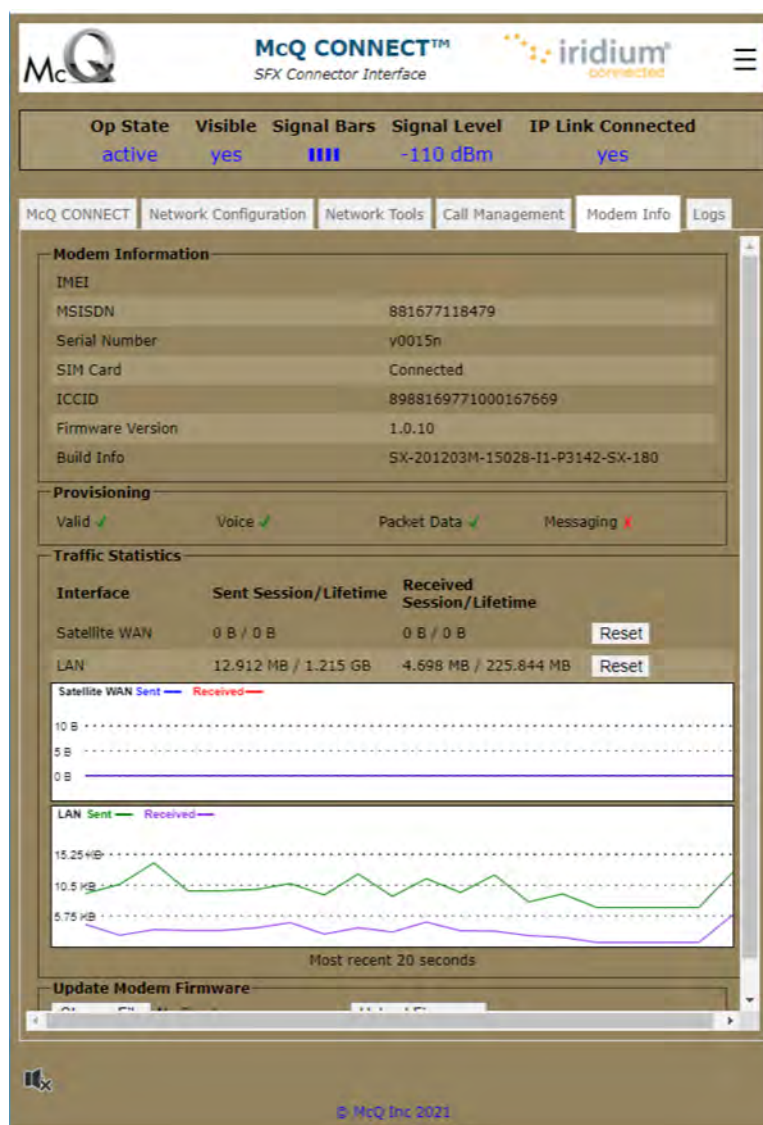 McQ
McQ CONNECT™
SFX Connector Interface
iridium®
connected
Op State Visible Signal Bars Signal Level IP Link Connected
active yes -110 dBm yes
McQ CONNECT Network Configuration Network Tools Call Management Modem Info Logs
Modem Information
IMEI
MSISDN 881677118479
Serial Number y0015n
SIM Card Connected
ICCID 8988169771000167669
Firmware Version 1.0.10
Build Info SX-201203M-15028-I1-P3142-SX-180
Provisioning
Valid ✓ Voice ✓ Packet Data ✓ Messaging ✗
Traffic Statistics
Interface Sent Session/Lifetime Received
Session/Lifetime
Satellite WAN 0 B / 0 B 0 B / 0 B Reset
LAN 12.912 MB / 1.215 GB 4.698 MB / 225.844 MB Reset
Satellite WAN Sent Received
10 B
5 B
0 B
LAN Sent Received
15.25 KB
10.5 KB
5.75 KB
Most recent 20 seconds
Update Modem Firmware
© McQ Inc 2021